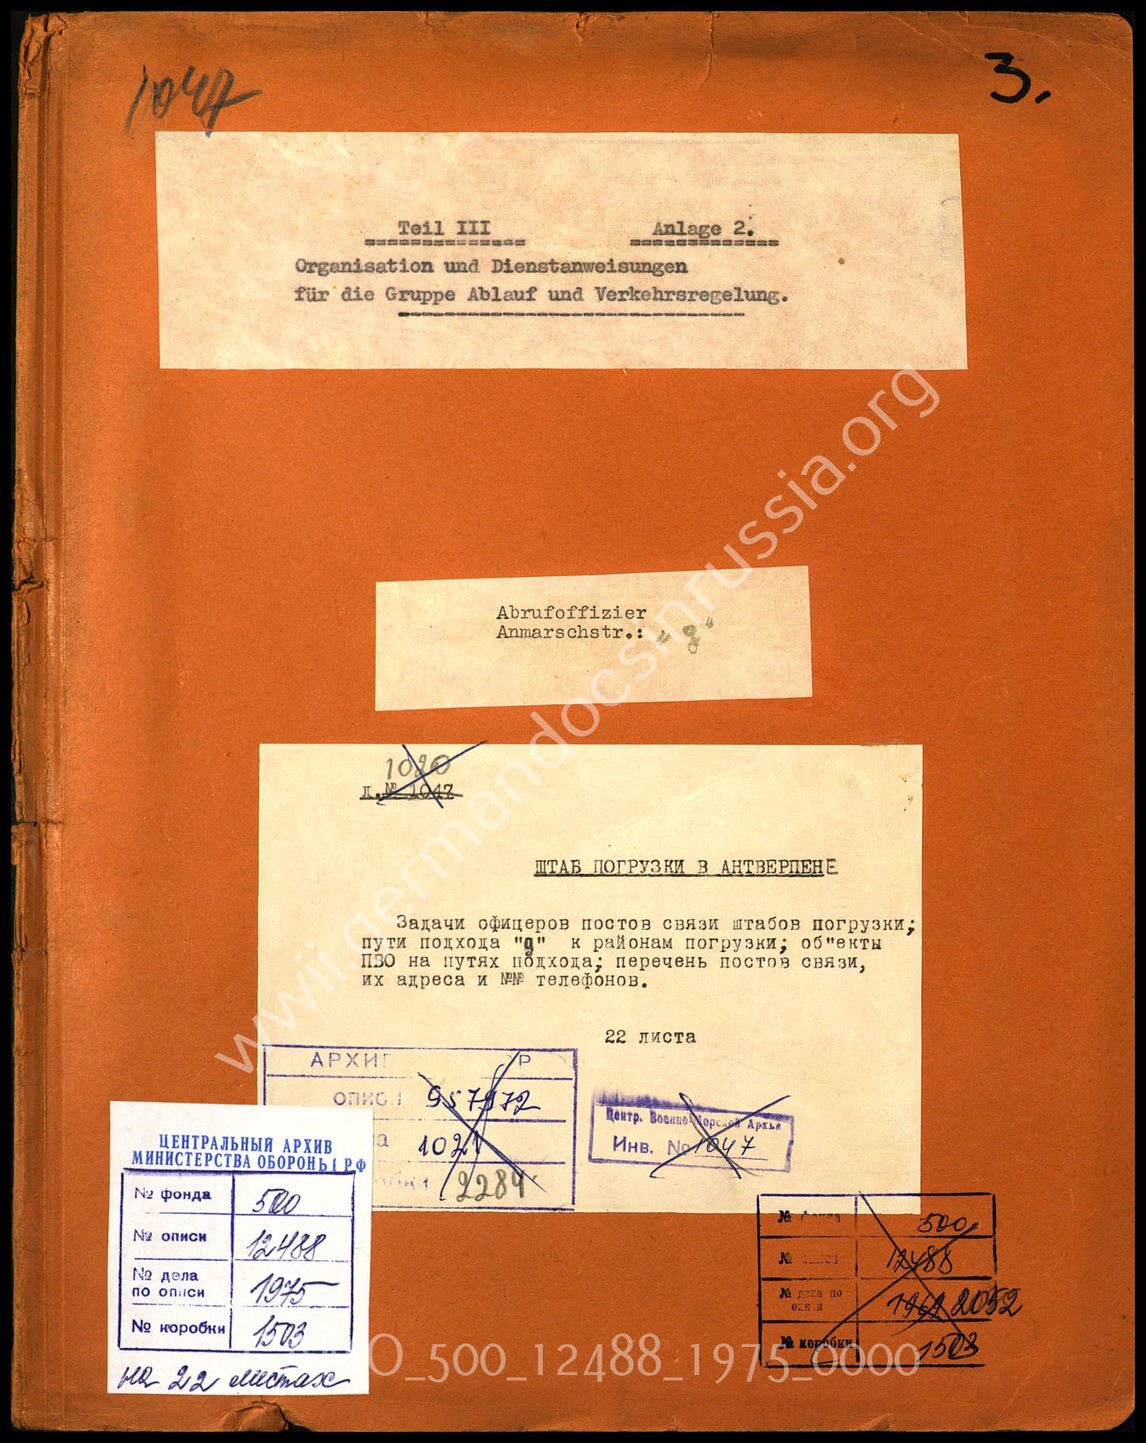 1047
3.
Teil III Anlage 2.
Organisation und Dienstanweisungen
für die Gruppe Ablauf und Verkehrsregelung.
Abrufoffizier
Anmarschstr.: "g"
1020
д.№ 1047
ШТАБ ПОГРУЗКИ В АНТВЕРПЕНЕ
Задачи офицеров постов связи штабов погрузки;
пути подхода "g" к районам погрузки; об"екты
ПВО на путях подхода; перечень постов связи,
их адреса и №№ телефонов.
22 листа
2284
Центр. Военно-Морской Архив
Инв. № 1047
ЦЕНТРАЛЬНЫЙ АРХИВ
МИНИСТЕРСТВА ОБОРОНЫ РФ
№ фонда 500
№ описи 12488
№ дела
по описи 1975
№ коробки 1503
на 22 листах
№ фонда 500
№ описи 12488
№ дела по
описи 2052
№ коробки 1503
www.germandocsinrussia.org
O_500_12488_1975_0000